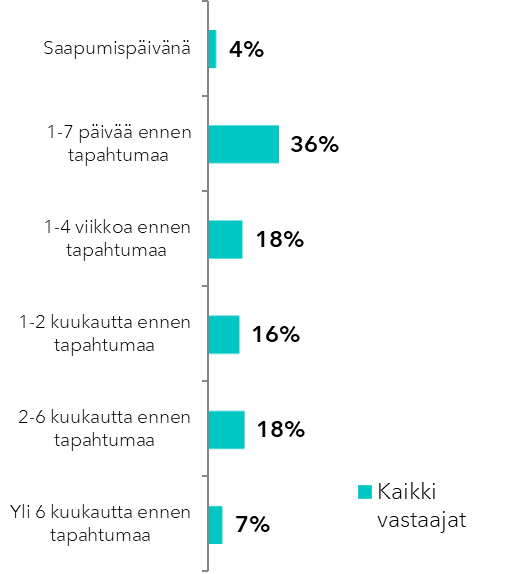 Saapumispäivänä 4%
1-7 päivää ennen
tapahtumaa 36%
1-4 viikkoa ennen
tapahtumaa 18%
1-2 kuukautta ennen
tapahtumaa 16%
2-6 kuukautta ennen
tapahtumaa 18%
Yli 6 kuukautta ennen
tapahtumaa 7%
Kaikki
vastaajat